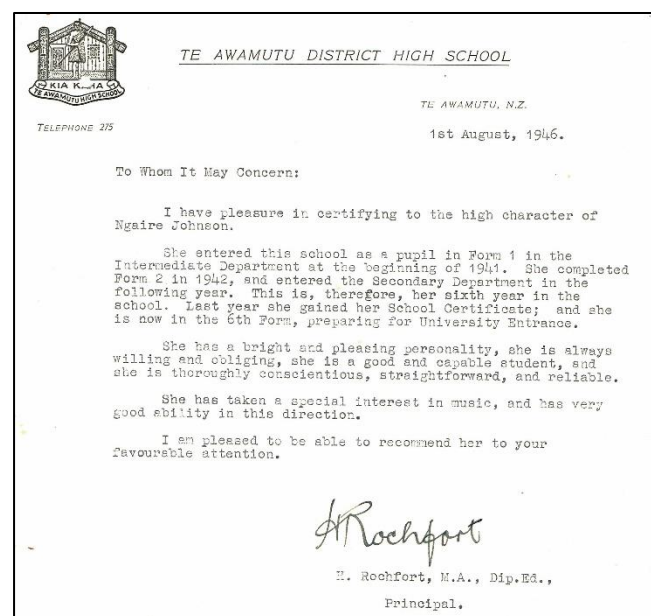 TE AWAMUTU DISTRICT HIGH SCHOOL
KIA K
TE AWAMUTU HIGH SCHOOL
TE AWAMUTU, N.Z.
TELEPHONE 275
1st August, 1946.
To Whom It May Concern:
I have pleasure in certifying to the high character of
Ngaire Johnson.
She entered this school as a pupil in Form 1 in the
Intermediate Department at the beginning of 1941. She completed
Form 2 in 1942, and entered the Secondary Department in the
following year. This is, therefore, her sixth year in the
school. Last year she gained her School Certificate; and she
is now in the 6th Form, preparing for University Entrance.
She has a bright and pleasing personality, she is always
willing and obliging, she is a good and capable student, and
she is thoroughly conscientious, straightforward, and reliable.
She has taken a special interest in music, and has very
good ability in this direction.
I am pleased to be able to recommend her to your
favourable attention.
H Rochfort
H. Rochfort, M.A., Dip.Ed.,
Principal.